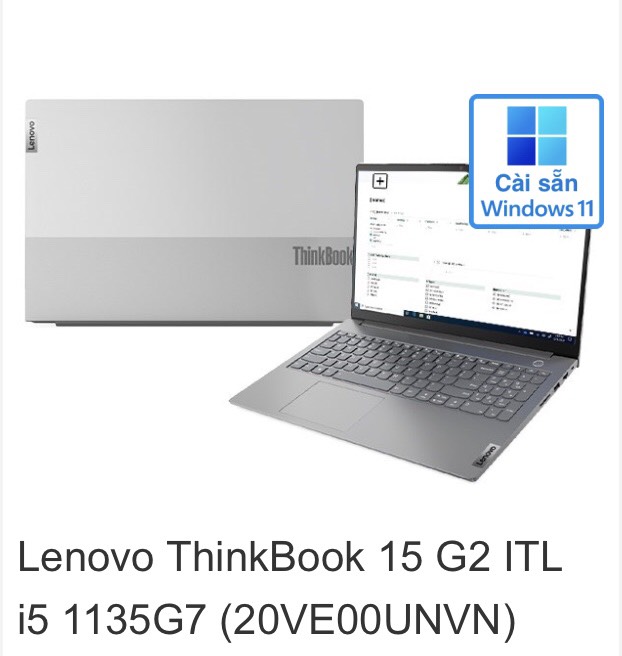 Lenovo
ThinkBook
Cài sẵn
Windows 11
Lenovo
Lenovo ThinkBook 15 G2 ITL
i5 1135G7 (20VE00UNVN)